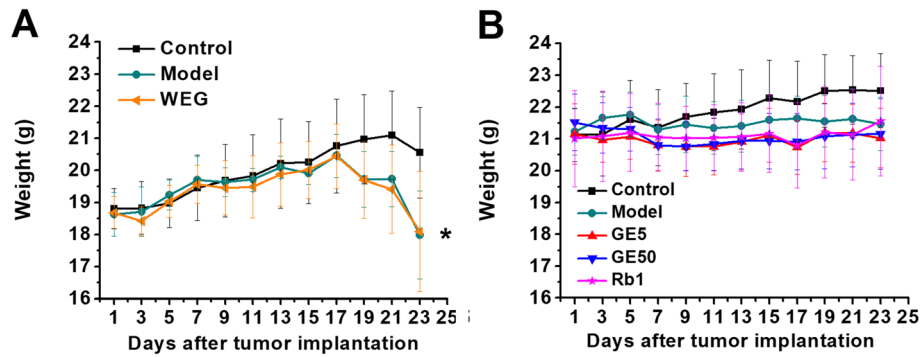 A
Control
Model
WEG
24
23
22
21
20
19
18
17
16
*
Weight (g)
1 3 5 7 9 11 13 15 17 19 21 23 25
Days after tumor implantation
B
24
23
22
21
20
19
18
17
16
Weight (g)
Control
Model
GE5
GE50
Rb1
1 3 5 7 9 11 13 15 17 19 21 23 25
Days after tumor implantation